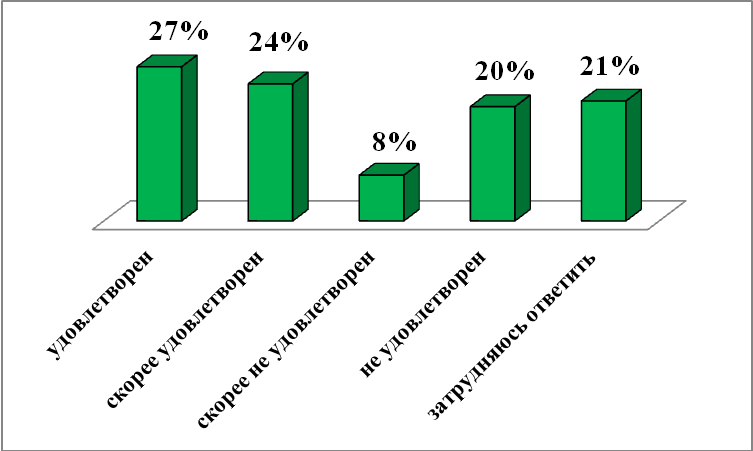 27%
24%
8%
20%
21%
удовлетворен
скорее удовлетворен
скорее не удовлетворен
не удовлетворен
затрудняюсь ответить